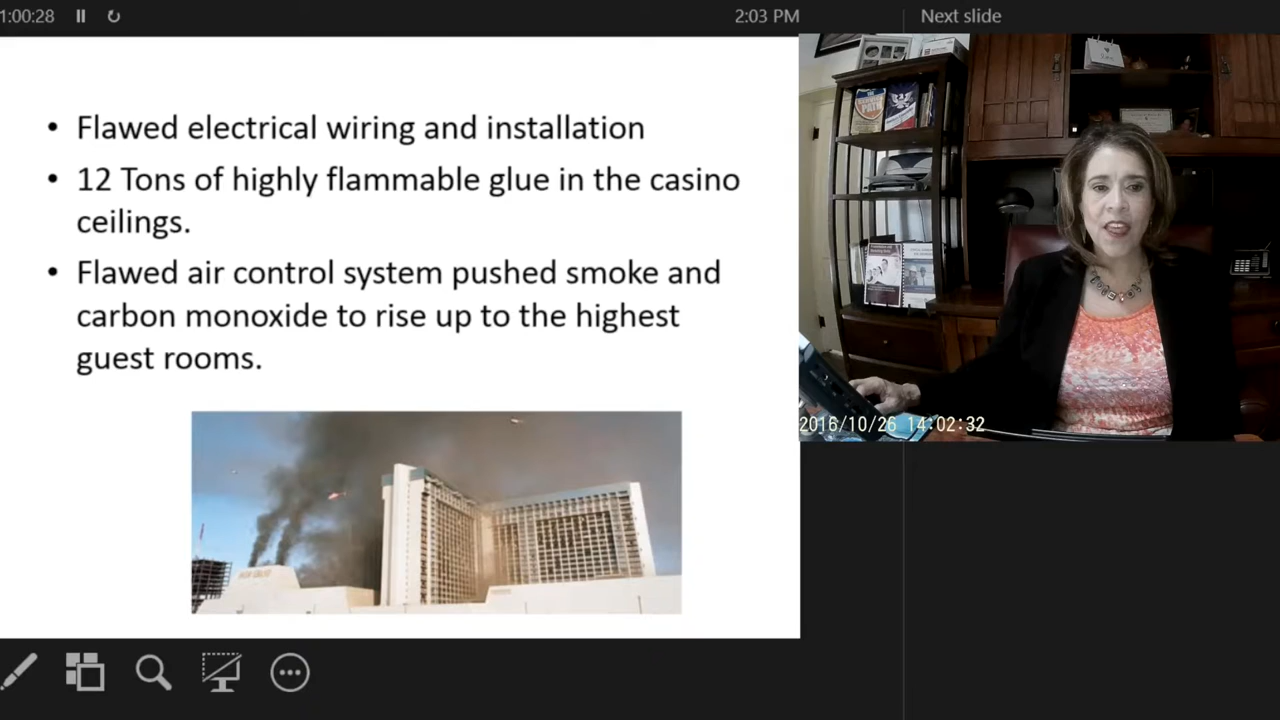 1:00:28
2:03 PM
Next slide
• Flawed electrical wiring and installation
• 12 Tons of highly flammable glue in the casino
ceilings.
• Flawed air control system pushed smoke and
carbon monoxide to rise up to the highest
guest rooms.
2016/10/26 14:02:32